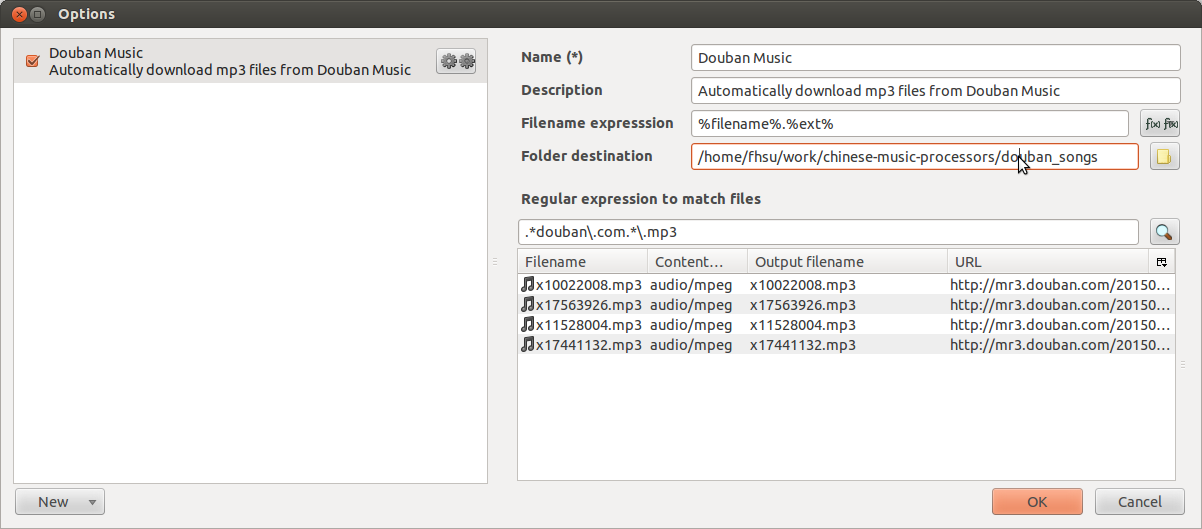 Options
Douban Music
Automatically download mp3 files from Douban Music
Name (*)
Douban Music
Description
Automatically download mp3 files from Douban Music
Filename expresssion
%filename%.%ext%
f(x) f(x)
Folder destination
/home/fhsu/work/chinese-music-processors/douban_songs
Regular expression to match files
.*douban\.com.*\.mp3
Filename Content... Output filename URL
x10022008.mp3 audio/mpeg x10022008.mp3 http://mr3.douban.com/20150...
x17563926.mp3 audio/mpeg x17563926.mp3 http://mr3.douban.com/20150...
x11528004.mp3 audio/mpeg x11528004.mp3 http://mr3.douban.com/20150...
x17441132.mp3 audio/mpeg x17441132.mp3 http://mr3.douban.com/20150...
New
OK
Cancel